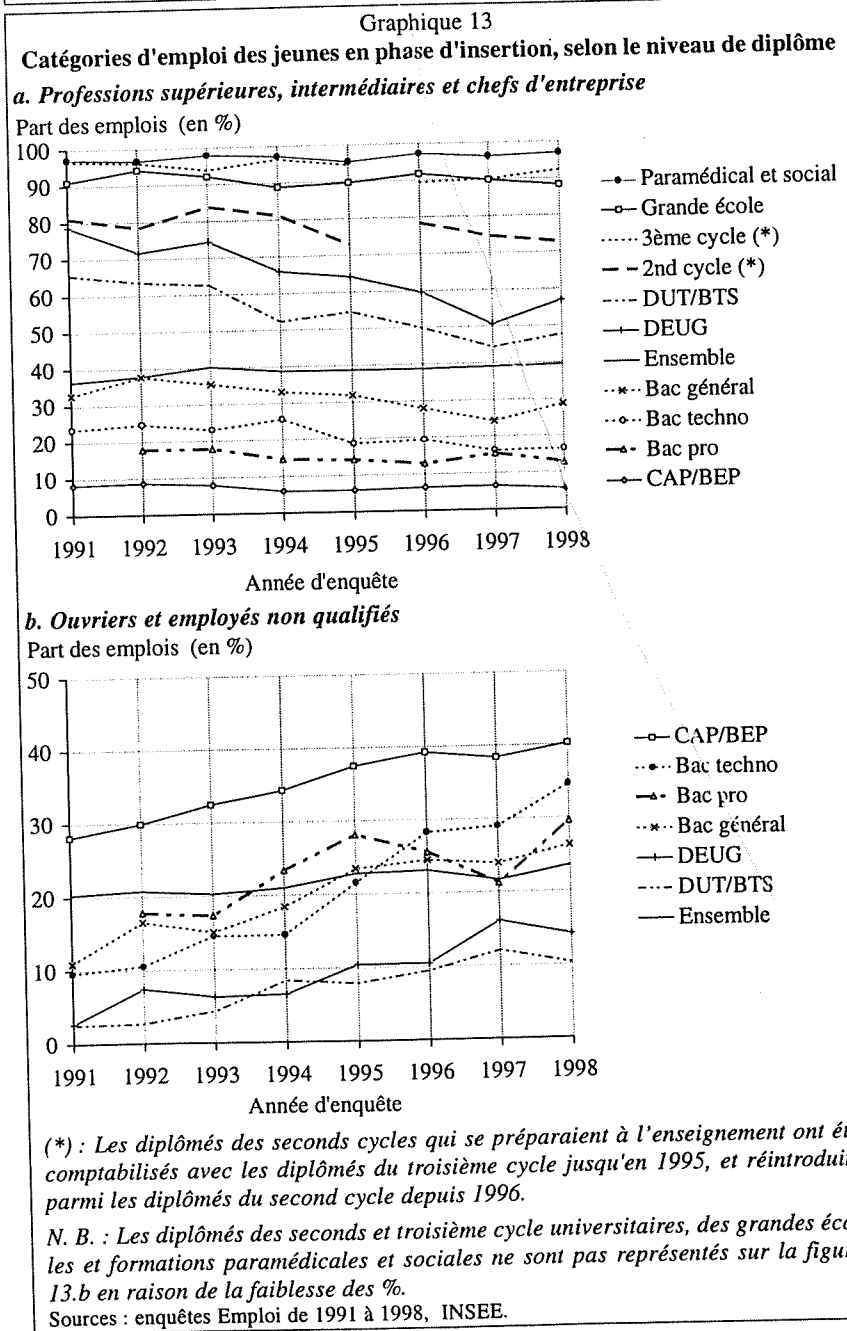 Graphique 13
Catégories d'emploi des jeunes en phase d'insertion, selon le niveau de diplôme
a. Professions supérieures, intermédiaires et chefs d'entreprise
Part des emplois (en %)
100
90
80
70
60
50
40
30
20
10
0
1991 1992 1993 1994 1995 1996 1997 1998
Année d'enquête
Paramédical et social
Grande école
3ème cycle (*)
2nd cycle (*)
DUT/BTS
DEUG
Ensemble
Bac général
Bac techno
Bac pro
CAP/BEP
b. Ouvriers et employés non qualifiés
Part des emplois (en %)
50
40
30
20
10
0
1991 1992 1993 1994 1995 1996 1997 1998
Année d'enquête
CAP/BEP
Bac techno
Bac pro
Bac général
DEUG
DUT/BTS
Ensemble
(*) : Les diplômés des seconds cycles qui se préparaient à l'enseignement ont ét
comptabilisés avec les diplômés du troisième cycle jusqu'en 1995, et réintroduit
parmi les diplômés du second cycle depuis 1996.
N. B. : Les diplômés des seconds et troisième cycle universitaires, des grandes éco
les et formations paramédicales et sociales ne sont pas représentés sur la figur
13.b en raison de la faiblesse des %.
Sources : enquêtes Emploi de 1991 à 1998, INSEE.